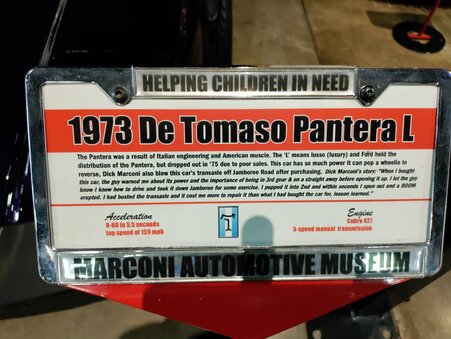 HELPING CHILDREN IN NEED
1973 De Tomaso Pantera L
The Pantera was a result of Italian engineering and American muscle. The 'L' means lusso (luxury) and Ford held the
distribution of the Pantera, but dropped out in '75 due to poor sales. This car has so much power it can pop a wheelie in
reverse, Dick Marconi also blew this car's transaxle off Jamboree Road after purchasing. Dick Marconi's story: "When I bought
this car, the guy warned me about its power and the importance of being in 3rd gear & on a straight away before opening it up. I let the guy
know I knew how to drive and took it down Jamboree for some exercise. I popped it into 2nd and within seconds I spun out and a BOOM
erupted. I had busted the transaxle and it cost me more to repair it than what I had bought the car for, lesson learned."
Acceleration
0-60 in 5.5 seconds
top speed of 159 mph
Engine
Cobra 427
5-speed manual transmission
MARCONI AUTOMOTIVE MUSEUM